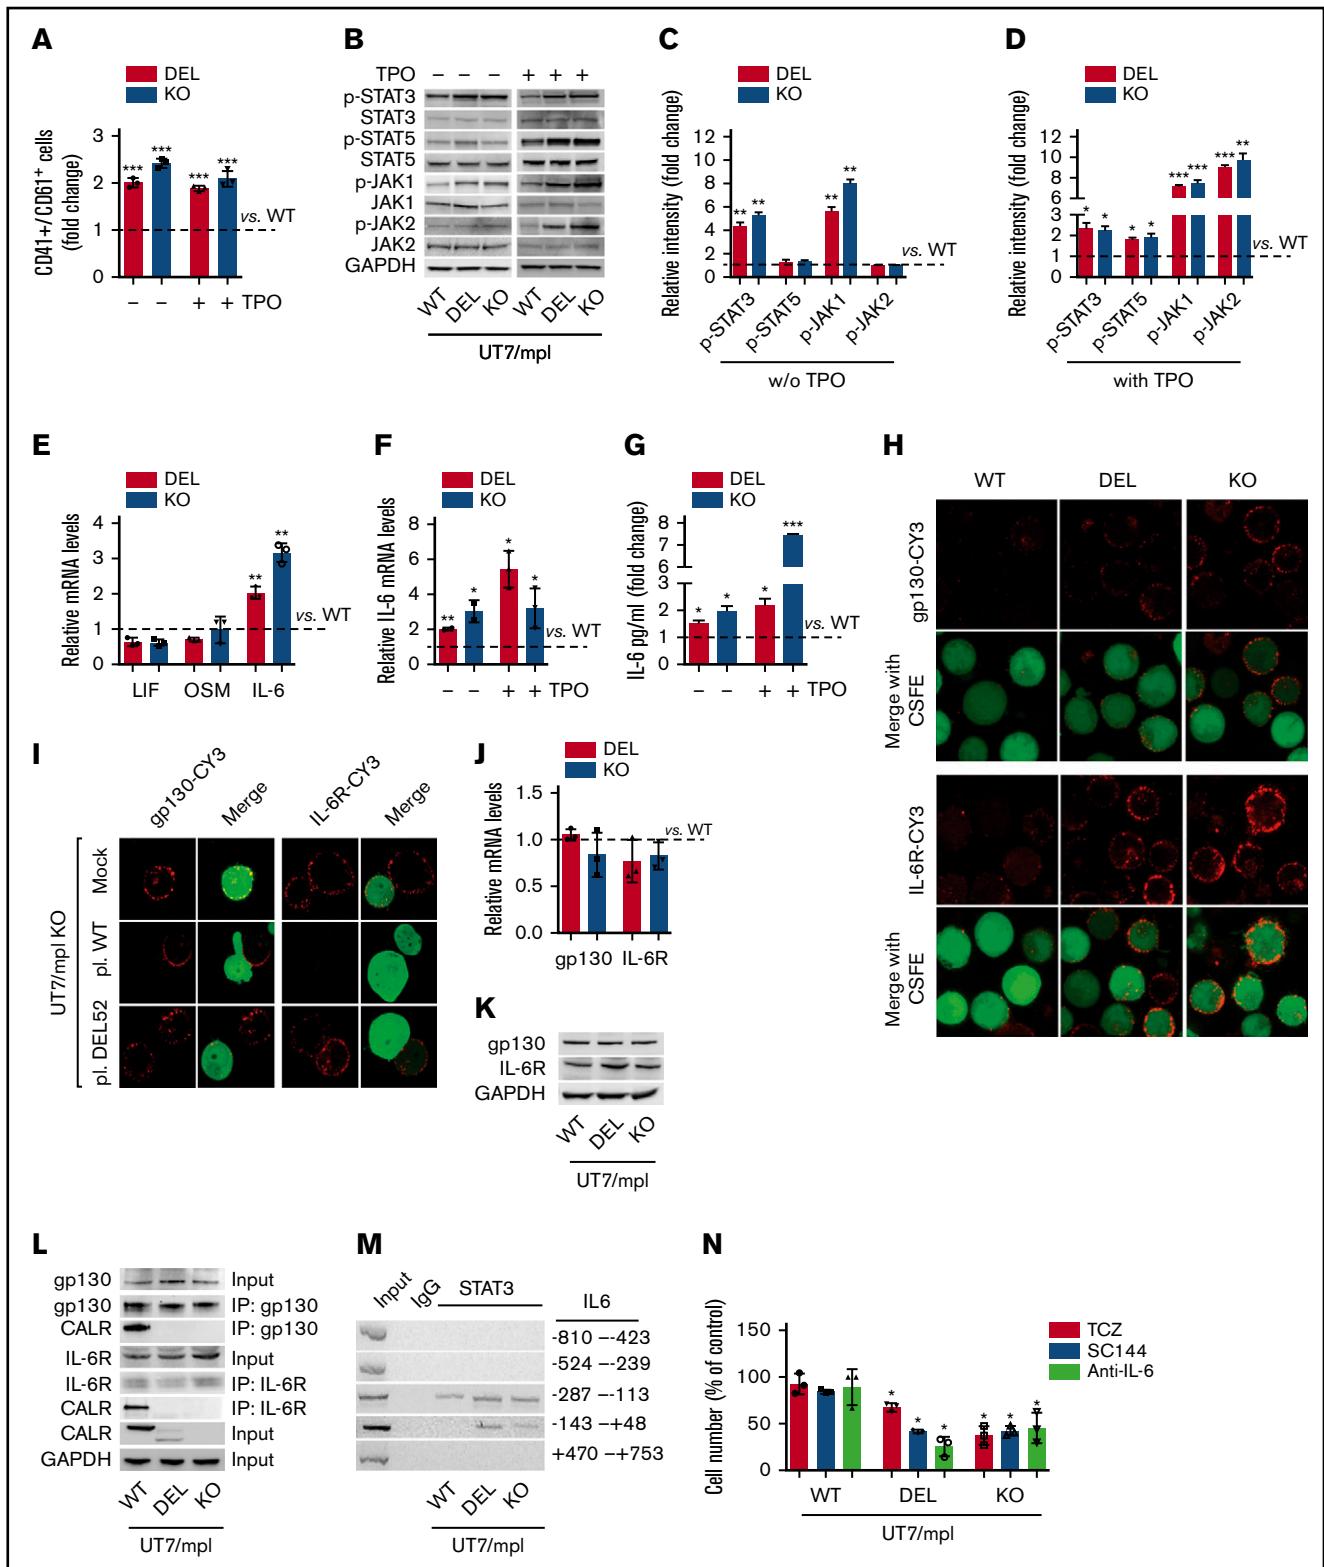 A
DEL
KO
CD41+/CD61+ cells
(fold change)
3
2
1
0
*** *** *** ***
vs. WT
– – + + TPO
B
TPO – – – + + +
p-STAT3
STAT3
p-STAT5
STAT5
p-JAK1
JAK1
p-JAK2
JAK2
GAPDH
WT DEL KO WT DEL KO
UT7/mpl
C
DEL
KO
Relative intensity (fold change)
12
10
8
6
4
2
1
0
** ** ** **
vs. WT
p-STAT3 p-STAT5 p-JAK1 p-JAK2
w/o TPO
D
DEL
KO
Relative intensity (fold change)
12
10
8
6
3
2
1
0
* * * * *** *** *** **
vs. WT
p-STAT3 p-STAT5 p-JAK1 p-JAK2
with TPO
E
DEL
KO
Relative mRNA levels
4
3
2
1
0
** **
vs. WT
LIF OSM IL-6
F
DEL
KO
Relative IL-6 mRNA levels
8
6
4
2
0
** * * *
vs. WT
– – + + TPO
G
DEL
KO
IL-6 pg/ml (fold change)
8
7
3
2
1
0
* * * ***
vs. WT
– – + + TPO
H
WT DEL KO
gp130-CY3
Merge with
CSFE
IL-6R-CY3
Merge with
CSFE
I
gp130-CY3 Merge IL-6R-CY3 Merge
UT7/mpl KO
Mock
pl. WT
pl. DEL52
J
DEL
KO
Relative mRNA levels
1.5
1.0
0.5
0.0
vs. WT
gp130 IL-6R
K
gp130
IL-6R
GAPDH
WT DEL KO
UT7/mpl
L
gp130 Input
gp130 IP: gp130
CALR IP: gp130
IL-6R Input
IL-6R IP: IL-6R
CALR IP: IL-6R
CALR Input
GAPDH Input
WT DEL KO
UT7/mpl
M
Input IgG STAT3 IL6
-810 –-423
-524 –-239
-287 –-113
-143 –+48
+470 –+753
WT DEL KO
UT7/mpl
N
TCZ
SC144
Anti-IL-6
Cell number (% of control)
150
100
50
0
* * * * * *
WT DEL KO
UT7/mpl